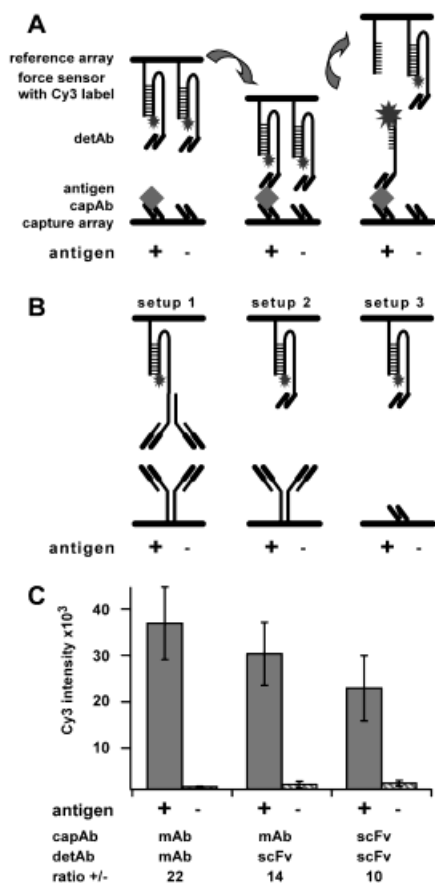 A
reference array
force sensor
with Cy3 label
detAb
antigen
capAb
capture array
antigen + - + - + -
B
setup 1 setup 2 setup 3
antigen + - + - + -
C
Cy3 intensity x10³
40
30
20
10
antigen + - + - + -
capAb mAb mAb scFv
detAb mAb scFv scFv
ratio +/- 22 14 10